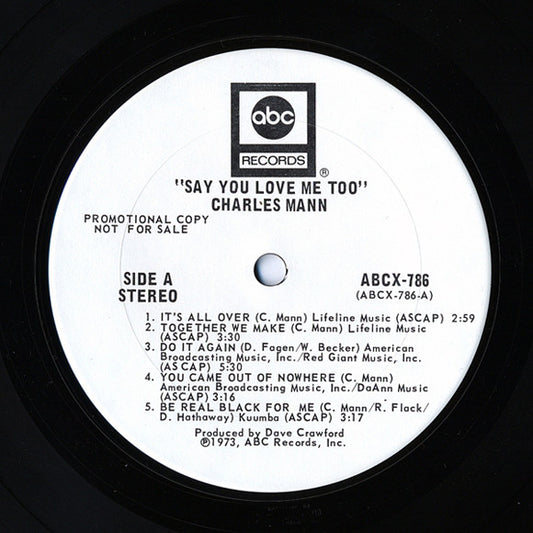 abc
RECORDS
®
"SAY YOU LOVE ME TOO"
CHARLES MANN
PROMOTIONAL COPY
NOT FOR SALE
SIDE A
STEREO
ABCX-786
(ABCX-786-A)
1. IT'S ALL OVER (C. Mann) Lifeline Music (ASCAP) 2:59
2. TOGETHER WE MAKE (C. Mann) Lifeline Music
(ASCAP) 3:30
3. DO IT AGAIN (D. Fagen/W. Becker) American
Broadcasting Music, Inc./Red Giant Music, Inc.
(ASCAP) 5:30
4. YOU CAME OUT OF NOWHERE (C. Mann)
American Broadcasting Music, Inc./DaAnn Music
(ASCAP) 3:16
5. BE REAL BLACK FOR ME (C. Mann/R. Flack/
D. Hathaway) Kuumba (ASCAP) 3:17
Produced by Dave Crawford
℗1973, ABC Records, Inc.